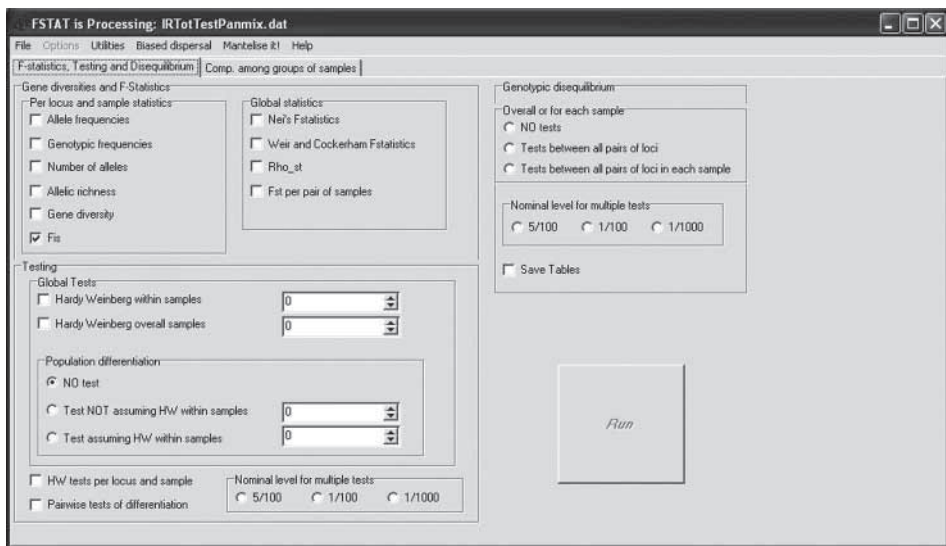 FSTAT is Processing: IRTotTestPanmix.dat
File Options Utilities Biased dispersal Mantelise it! Help
F-statistics, Testing and Disequilibrium Comp. among groups of samples
Gene diversities and F-Statistics
Per locus and sample statistics
Allele frequencies
Genotypic frequencies
Number of alleles
Allelic richness
Gene diversity
Fis
Global statistics
Nei's Fstatistics
Weir and Cockerham Fstatistics
Rho_st
Fst per pair of samples
Testing
Global Tests
Hardy Weinberg within samples 0
Hardy Weinberg overall samples 0
Population differentiation
NO test
Test NOT assuming HW within samples 0
Test assuming HW within samples 0
HW tests per locus and sample
Pairwise tests of differentiation
Nominal level for multiple tests
5/100 1/100 1/1000
Genotypic disequilibrium
Overall or for each sample
NO tests
Tests between all pairs of loci
Tests between all pairs of loci in each sample
Nominal level for multiple tests
5/100 1/100 1/1000
Save Tables
Run